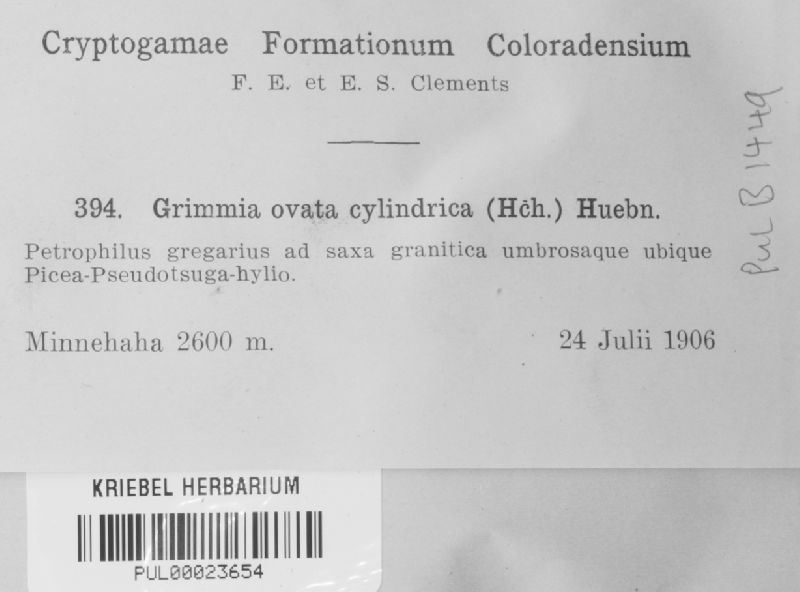 Cryptogamae Formationum Coloradensium
F. E. et E. S. Clements
394. Grimmia ovata cylindrica (Hch.) Huebn.
Petrophilus gregarius ad saxa granitica umbrosaque ubique
Picea-Pseudotsuga-hylio.
Minnehaha 2600 m. 24 Julii 1906
PUL B 1449
KRIEBEL HERBARIUM
PUL00023654